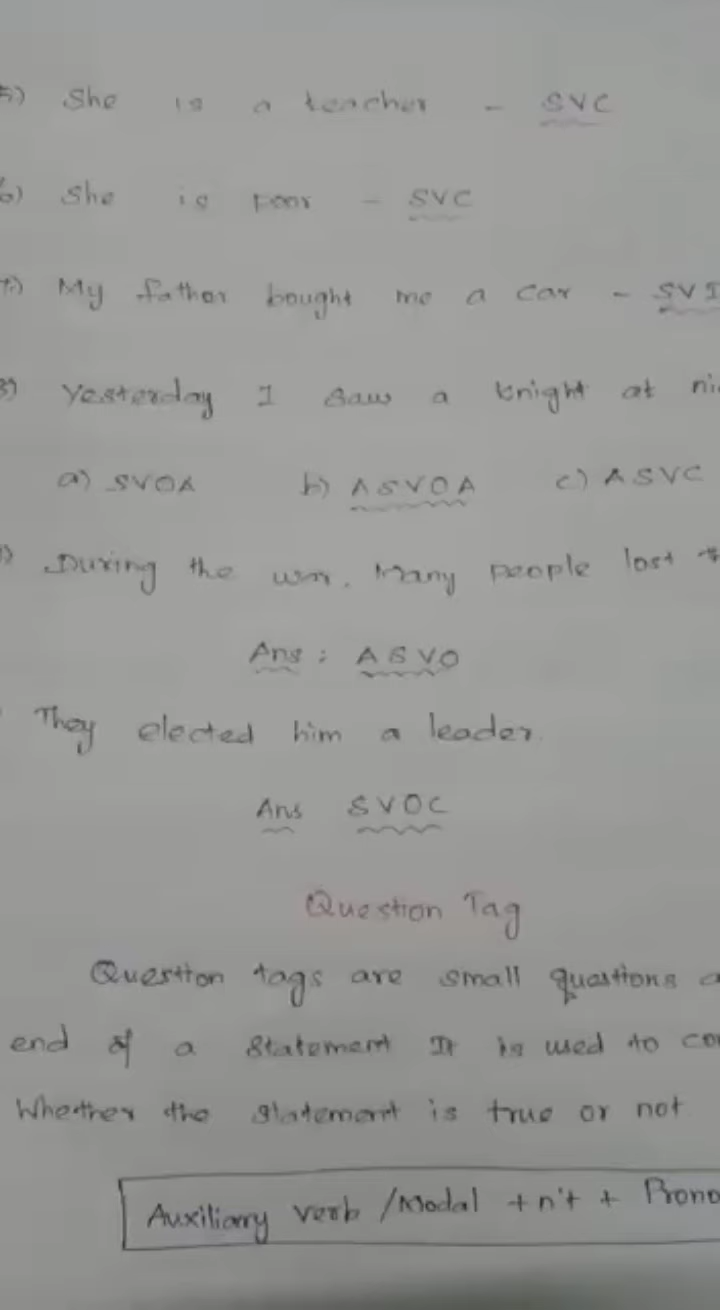 5) She is a teacher - SVC
6) She is poor - SVC
7) My father bought me a car - SVI
8) Yesterday I saw a knight at ni
a) SVOA b) ASVOA c) ASVC
During the war. Many people lost
Ans : ASVO
They elected him a leader.
Ans SVOC
Question Tag
Question tags are small questions a
end of a statement It is used to co
Whether the statement is true or not
Auxiliary verb /Modal + n't + Prono